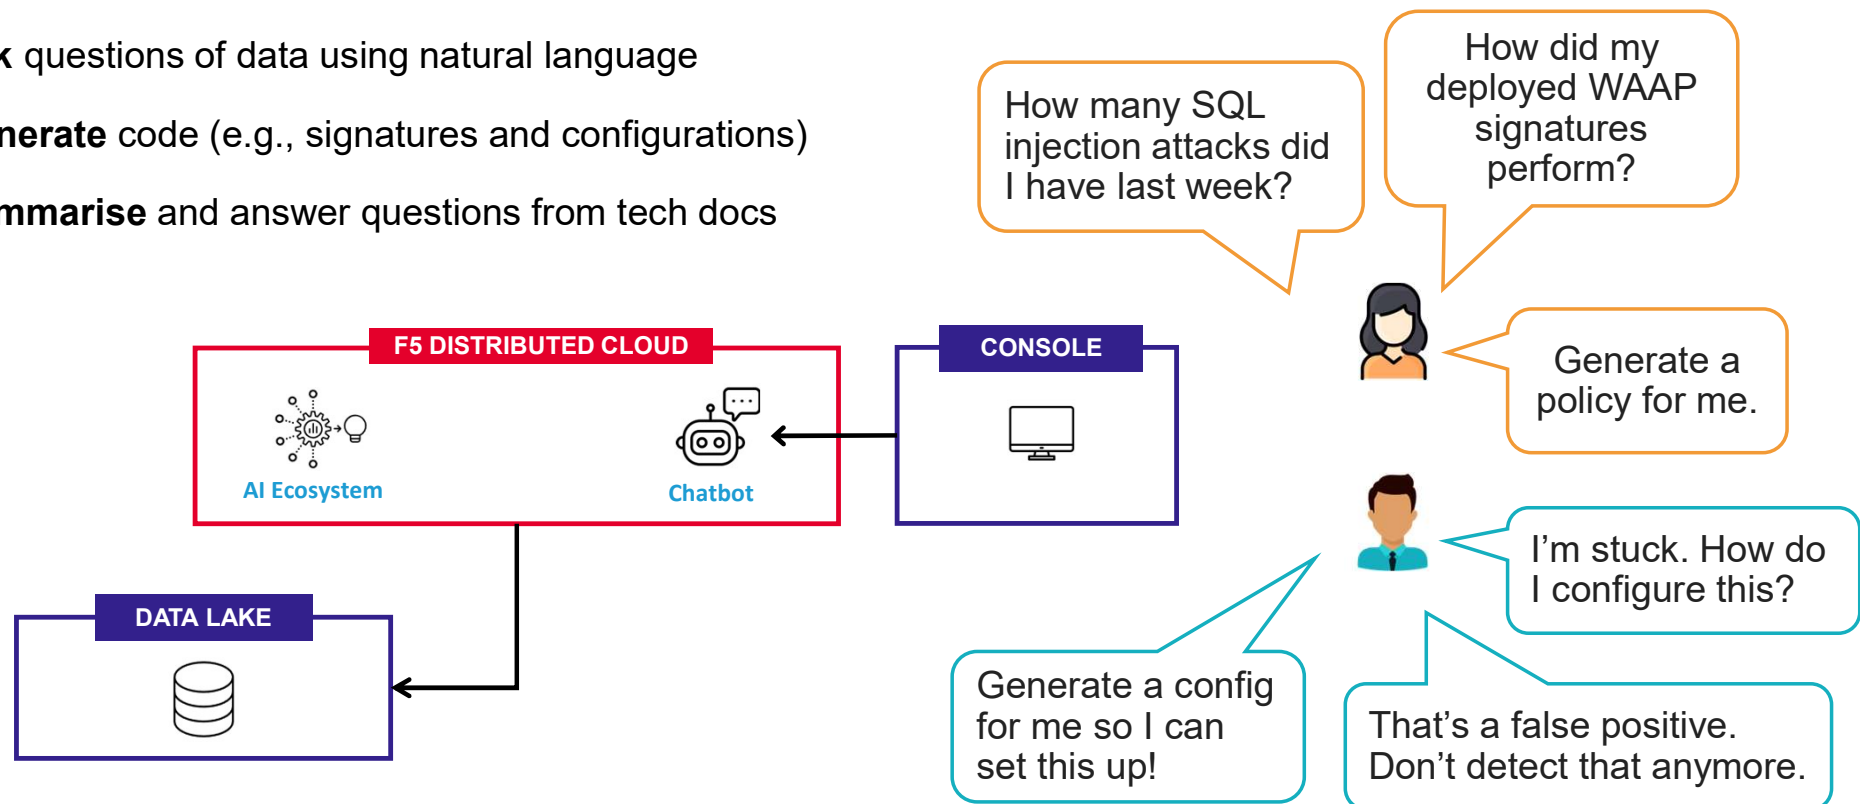 k questions of data using natural language
nerate code (e.g., signatures and configurations)
mmarise and answer questions from tech docs
How many SQL
injection attacks did
I have last week?
How did my
deployed WAAP
signatures
perform?
F5 DISTRIBUTED CLOUD
CONSOLE
AI Ecosystem
Chatbot
Generate a
policy for me.
DATA LAKE
I'm stuck. How do
I configure this?
Generate a config
for me so I can
set this up!
That's a false positive.
Don't detect that anymore.